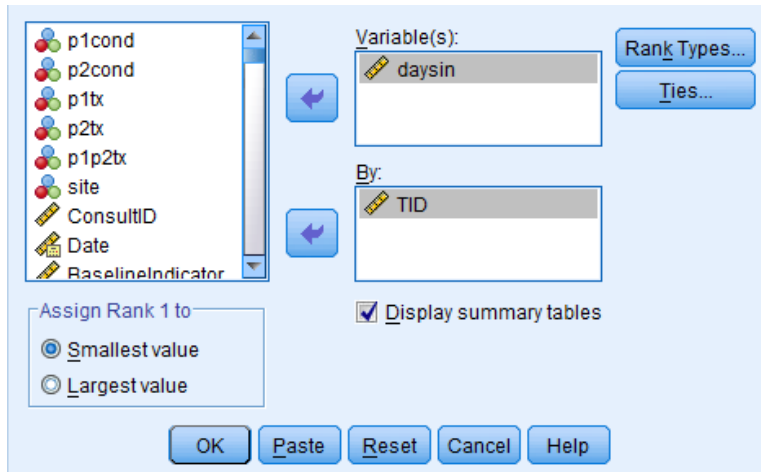 p1cond
p2cond
p1tx
p2tx
p1p2tx
site
ConsultID
Date
BaselineIndicator
Variable(s):
daysin
By:
TID
Rank Types...
Ties...
Assign Rank 1 to
Smallest value
Largest value
Display summary tables
OK
Paste
Reset
Cancel
Help